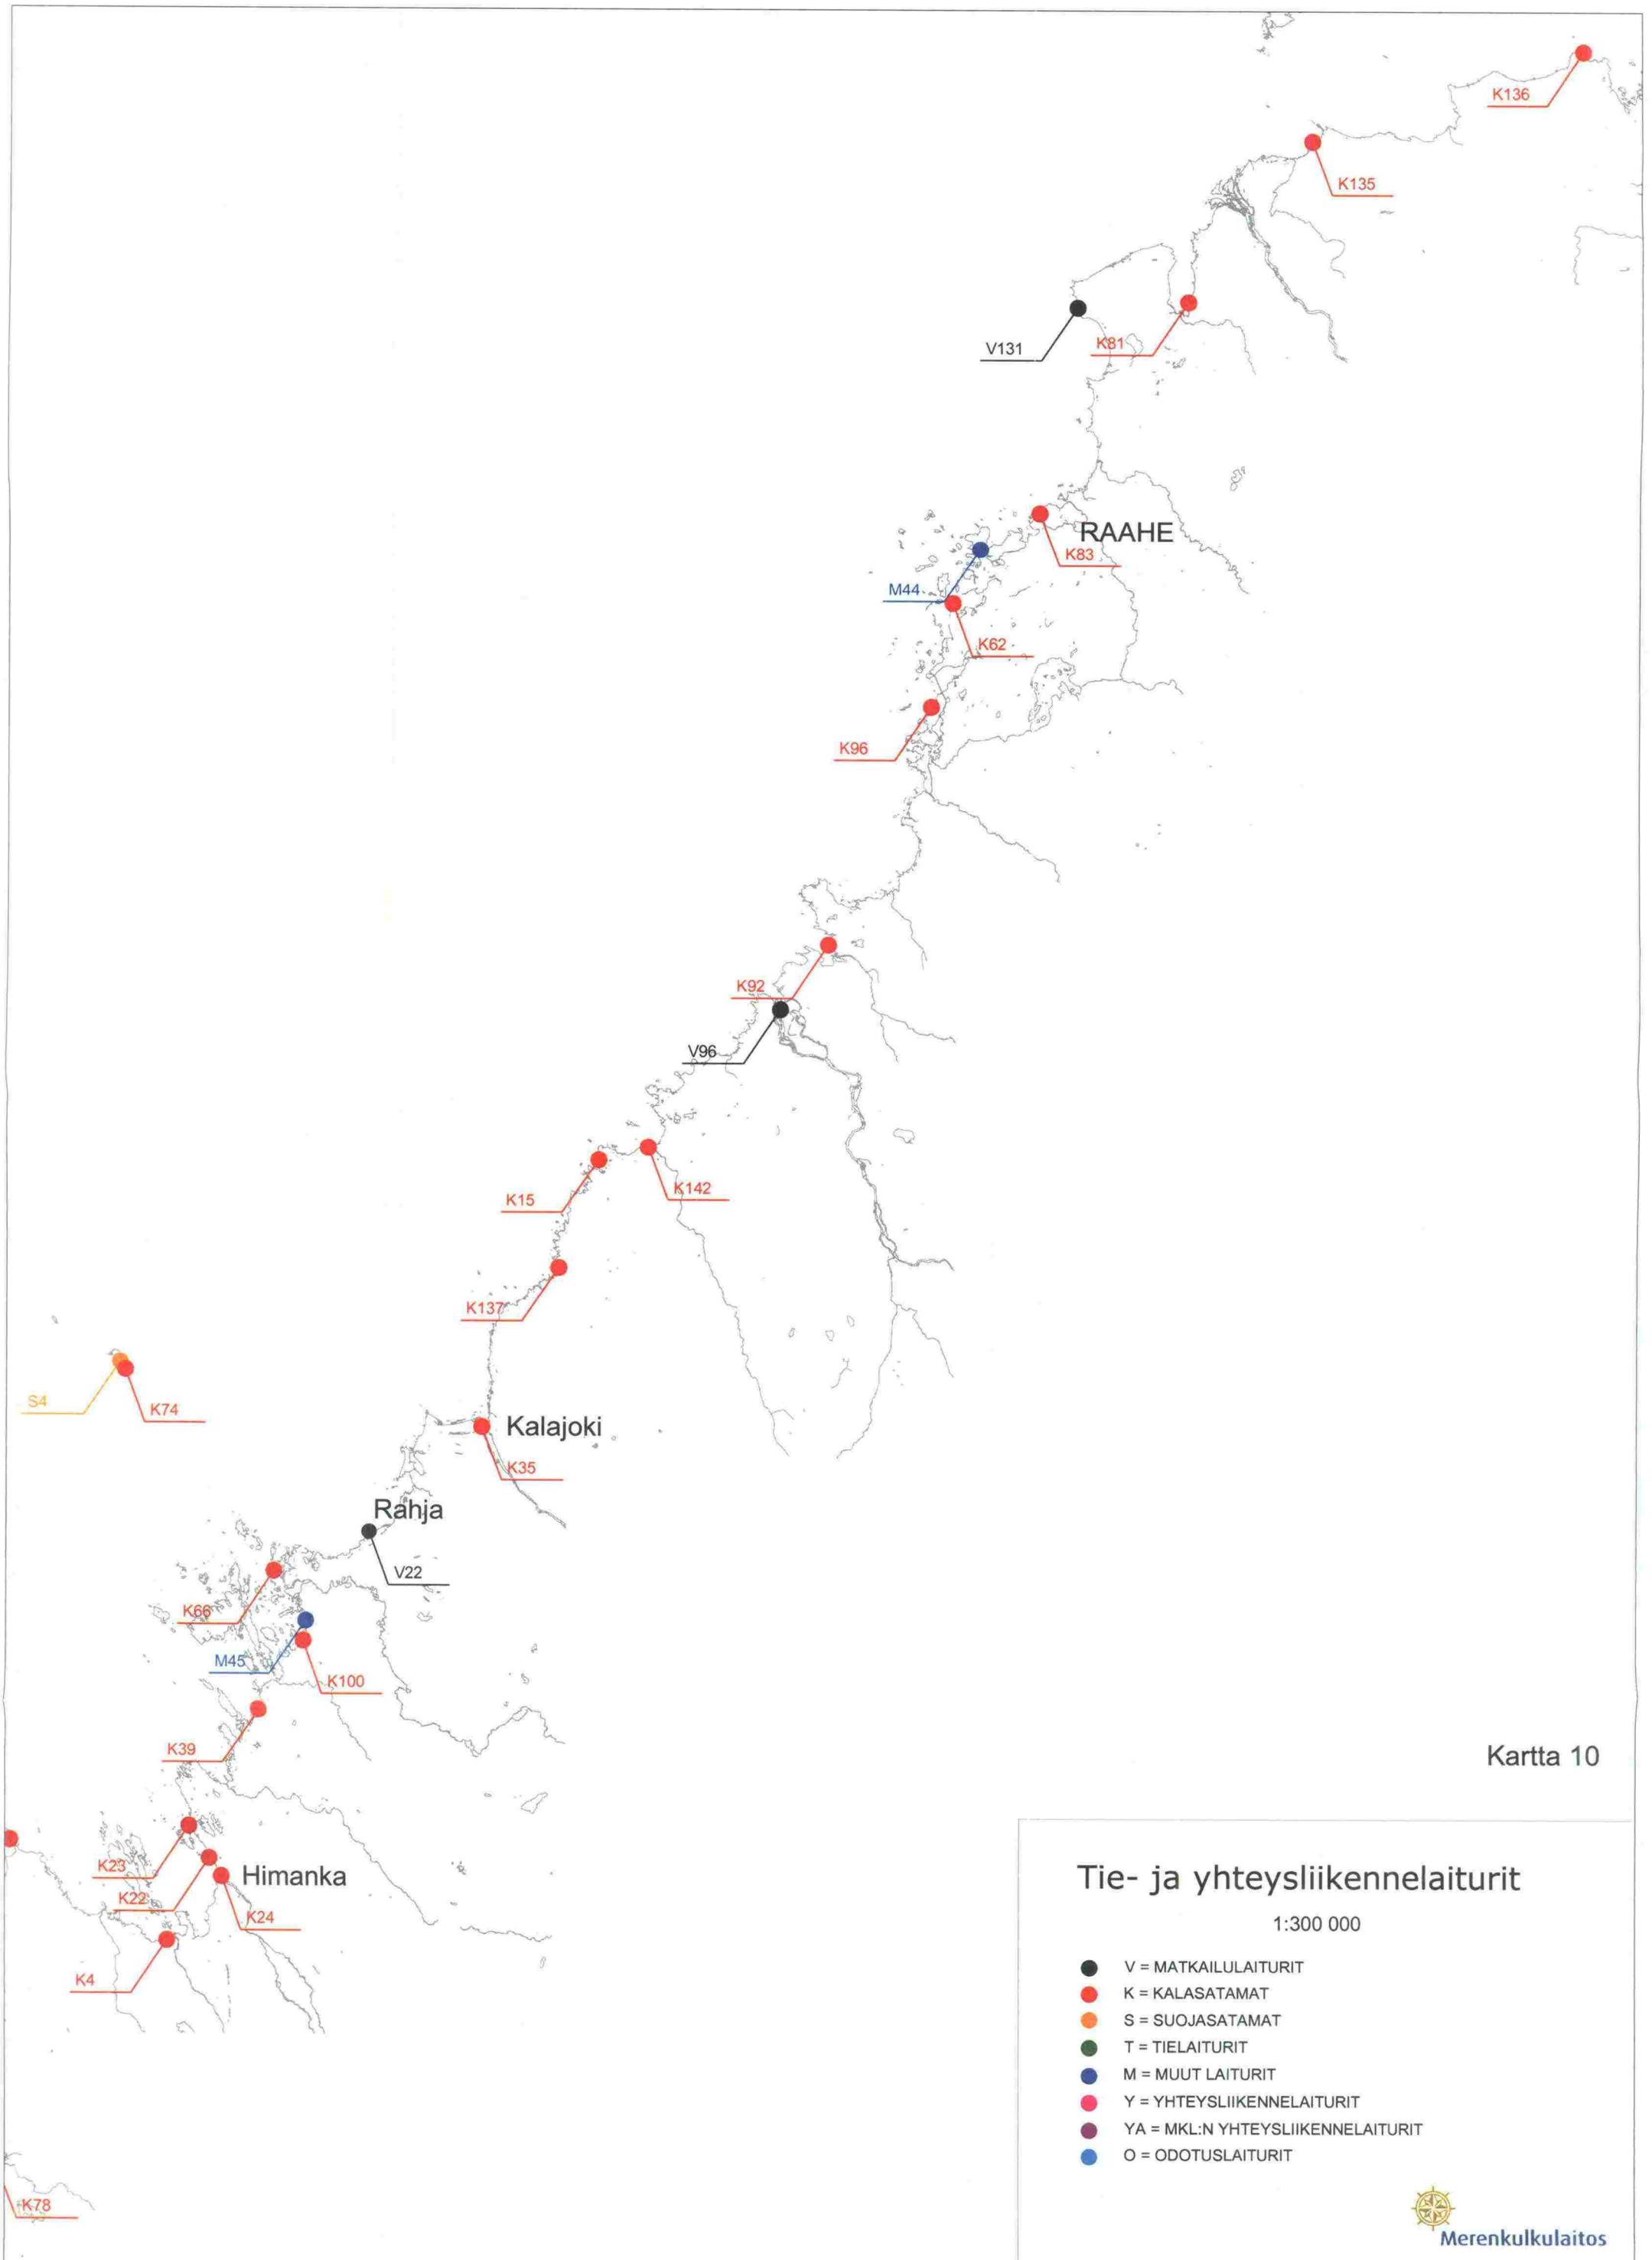 K136
K135
V131
K81
RAAHE
K83
M44
K62
K96
K92
V96
K15
K142
K137
S4
K74
Kalajoki
K35
Rahja
V22
K66
M45
K100
K39
Kartta 10
K23
Himanka
K22
K24
K4
K78
Tie- ja yhteysliikennelaiturit
1:300 000
V = MATKAILULAITURIT
K = KALASATAMAT
S = SUOJASATAMAT
T = TIELAITURIT
M = MUUT LAITURIT
Y = YHTEYSLIIKENNELAITURIT
YA = MKL:N YHTEYSLIIKENNELAITURIT
O = ODOTUSLAITURIT
Merenkulkulaitos